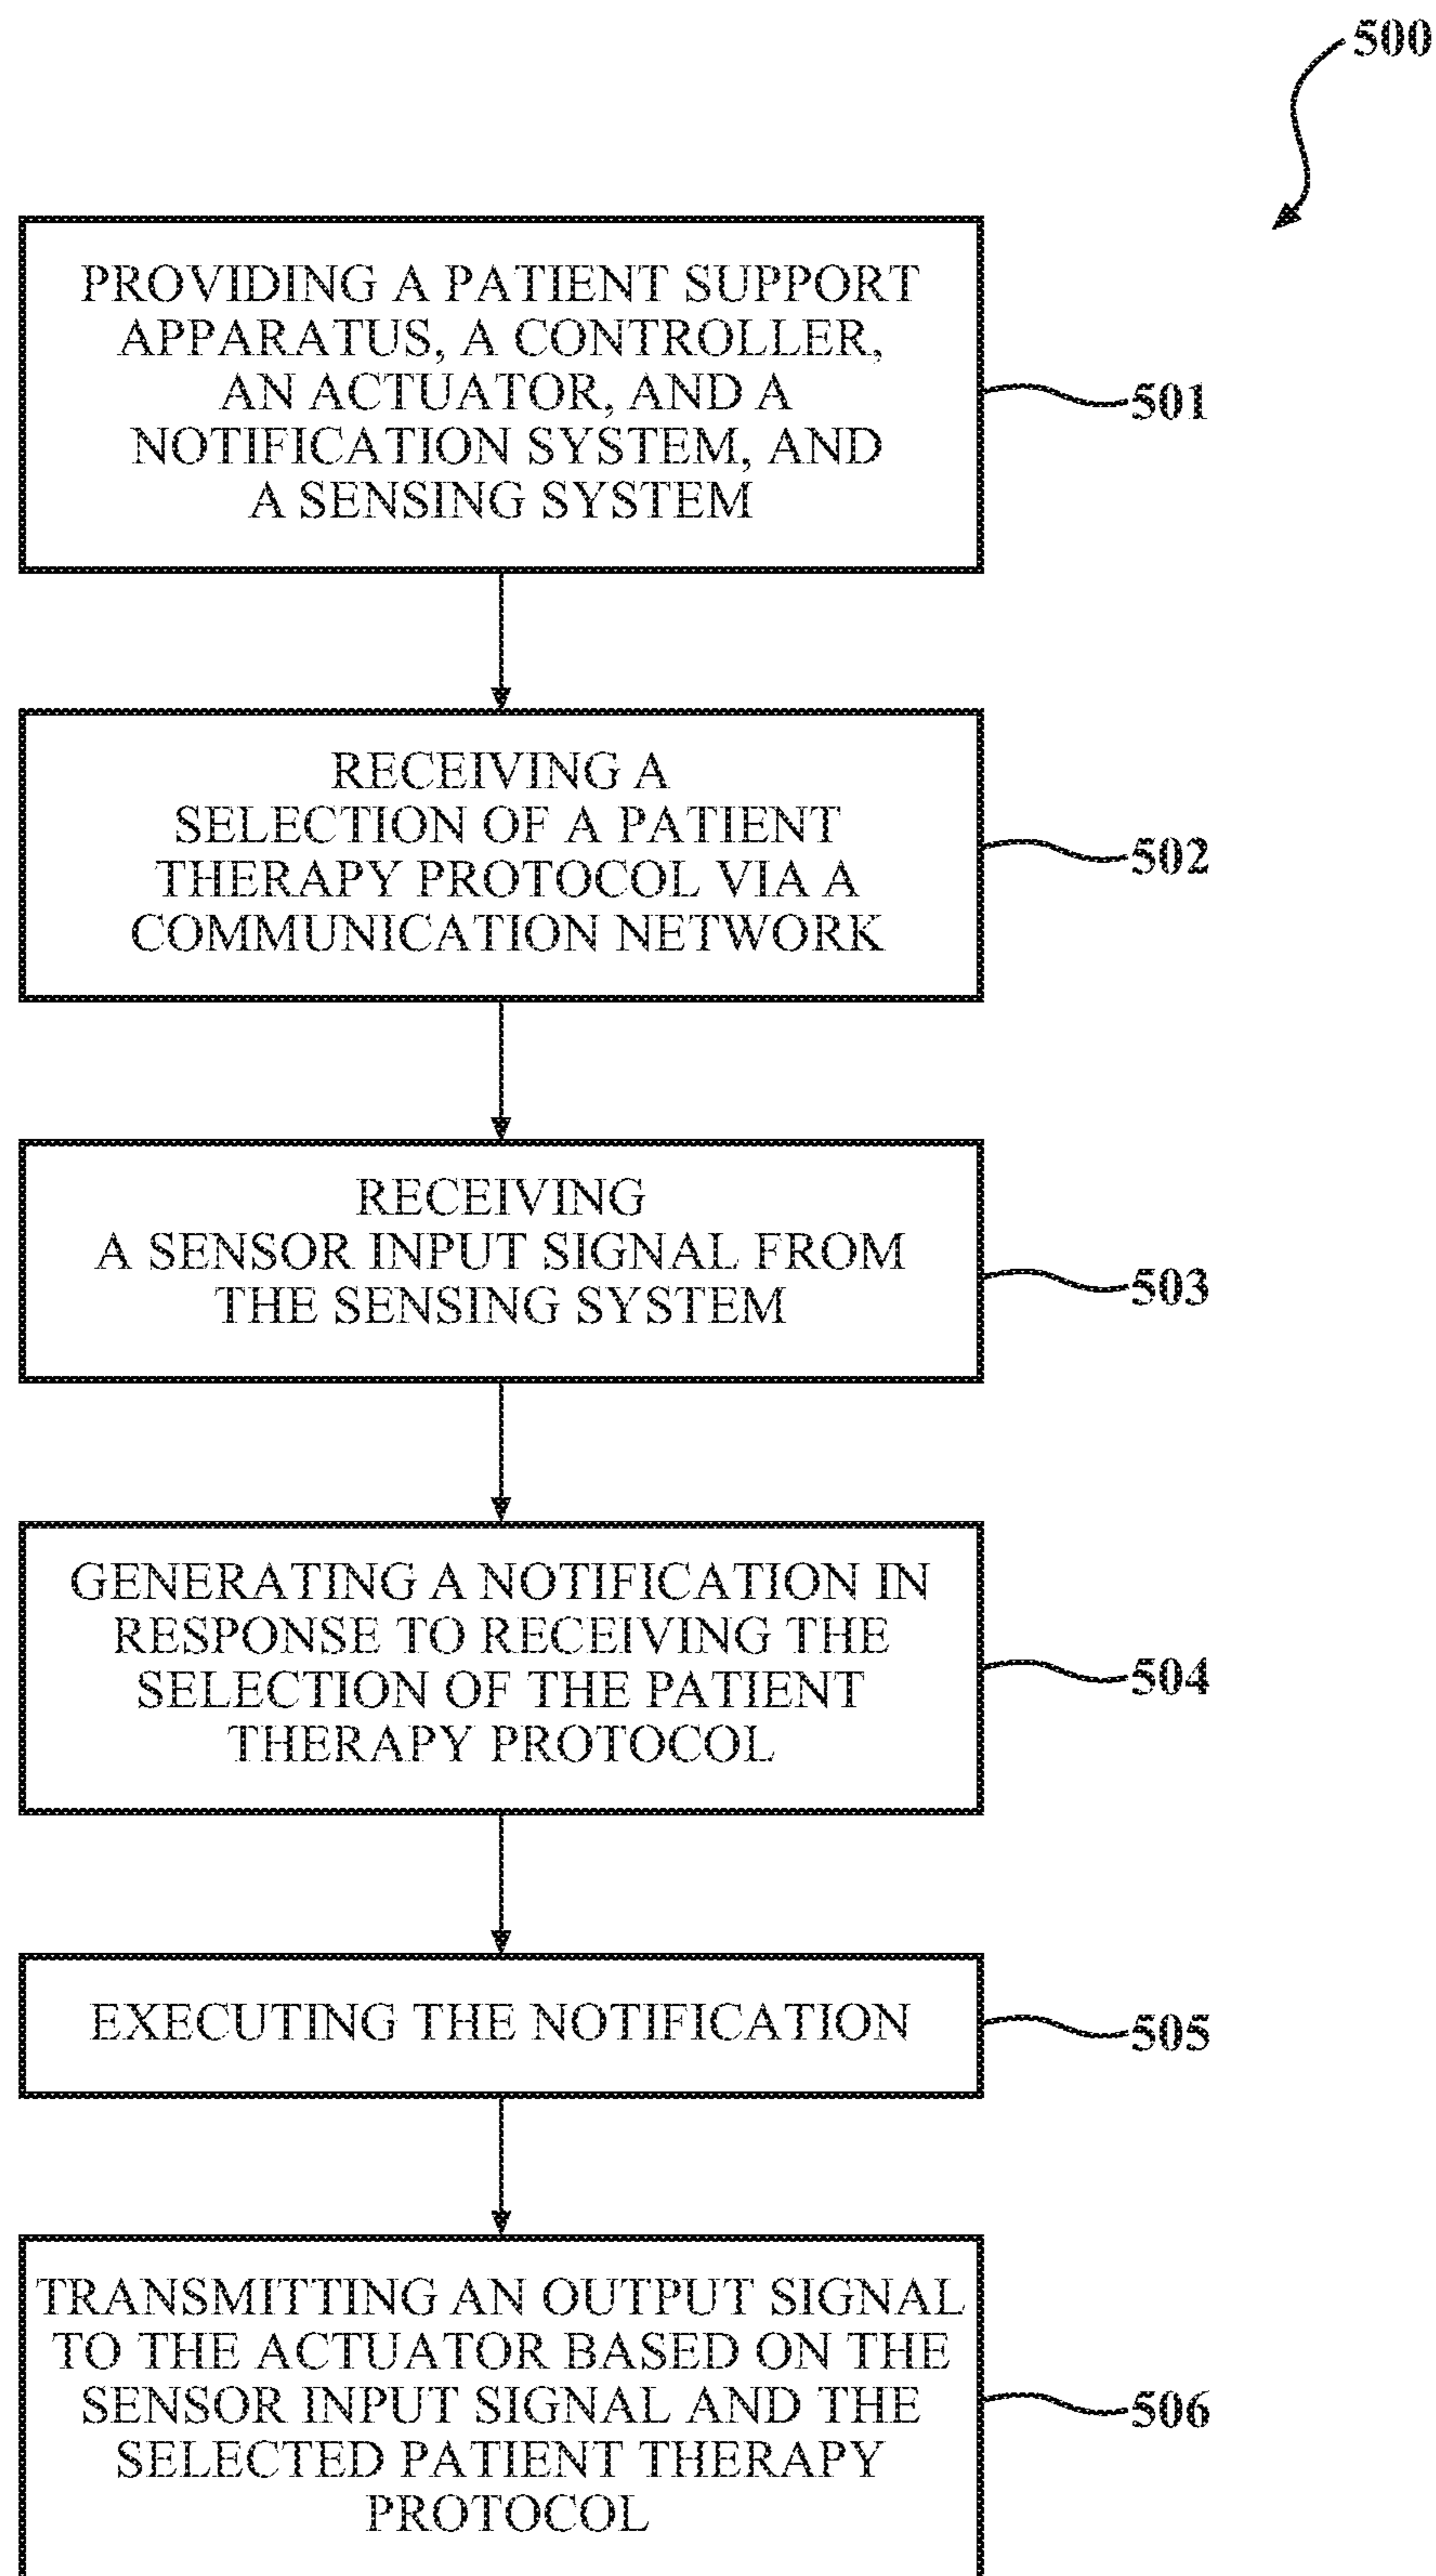 500
PROVIDING A PATIENT SUPPORT
APPARATUS, A CONTROLLER,
AN ACTUATOR, AND A
NOTIFICATION SYSTEM, AND
A SENSING SYSTEM
501
RECEIVING A
SELECTION OF A PATIENT
THERAPY PROTOCOL VIA A
COMMUNICATION NETWORK
502
RECEIVING
A SENSOR INPUT SIGNAL FROM
THE SENSING SYSTEM
503
GENERATING A NOTIFICATION IN
RESPONSE TO RECEIVING THE
SELECTION OF THE PATIENT
THERAPY PROTOCOL
504
EXECUTING THE NOTIFICATION
505
TRANSMITTING AN OUTPUT SIGNAL
TO THE ACTUATOR BASED ON THE
SENSOR INPUT SIGNAL AND THE
SELECTED PATIENT THERAPY
PROTOCOL
506